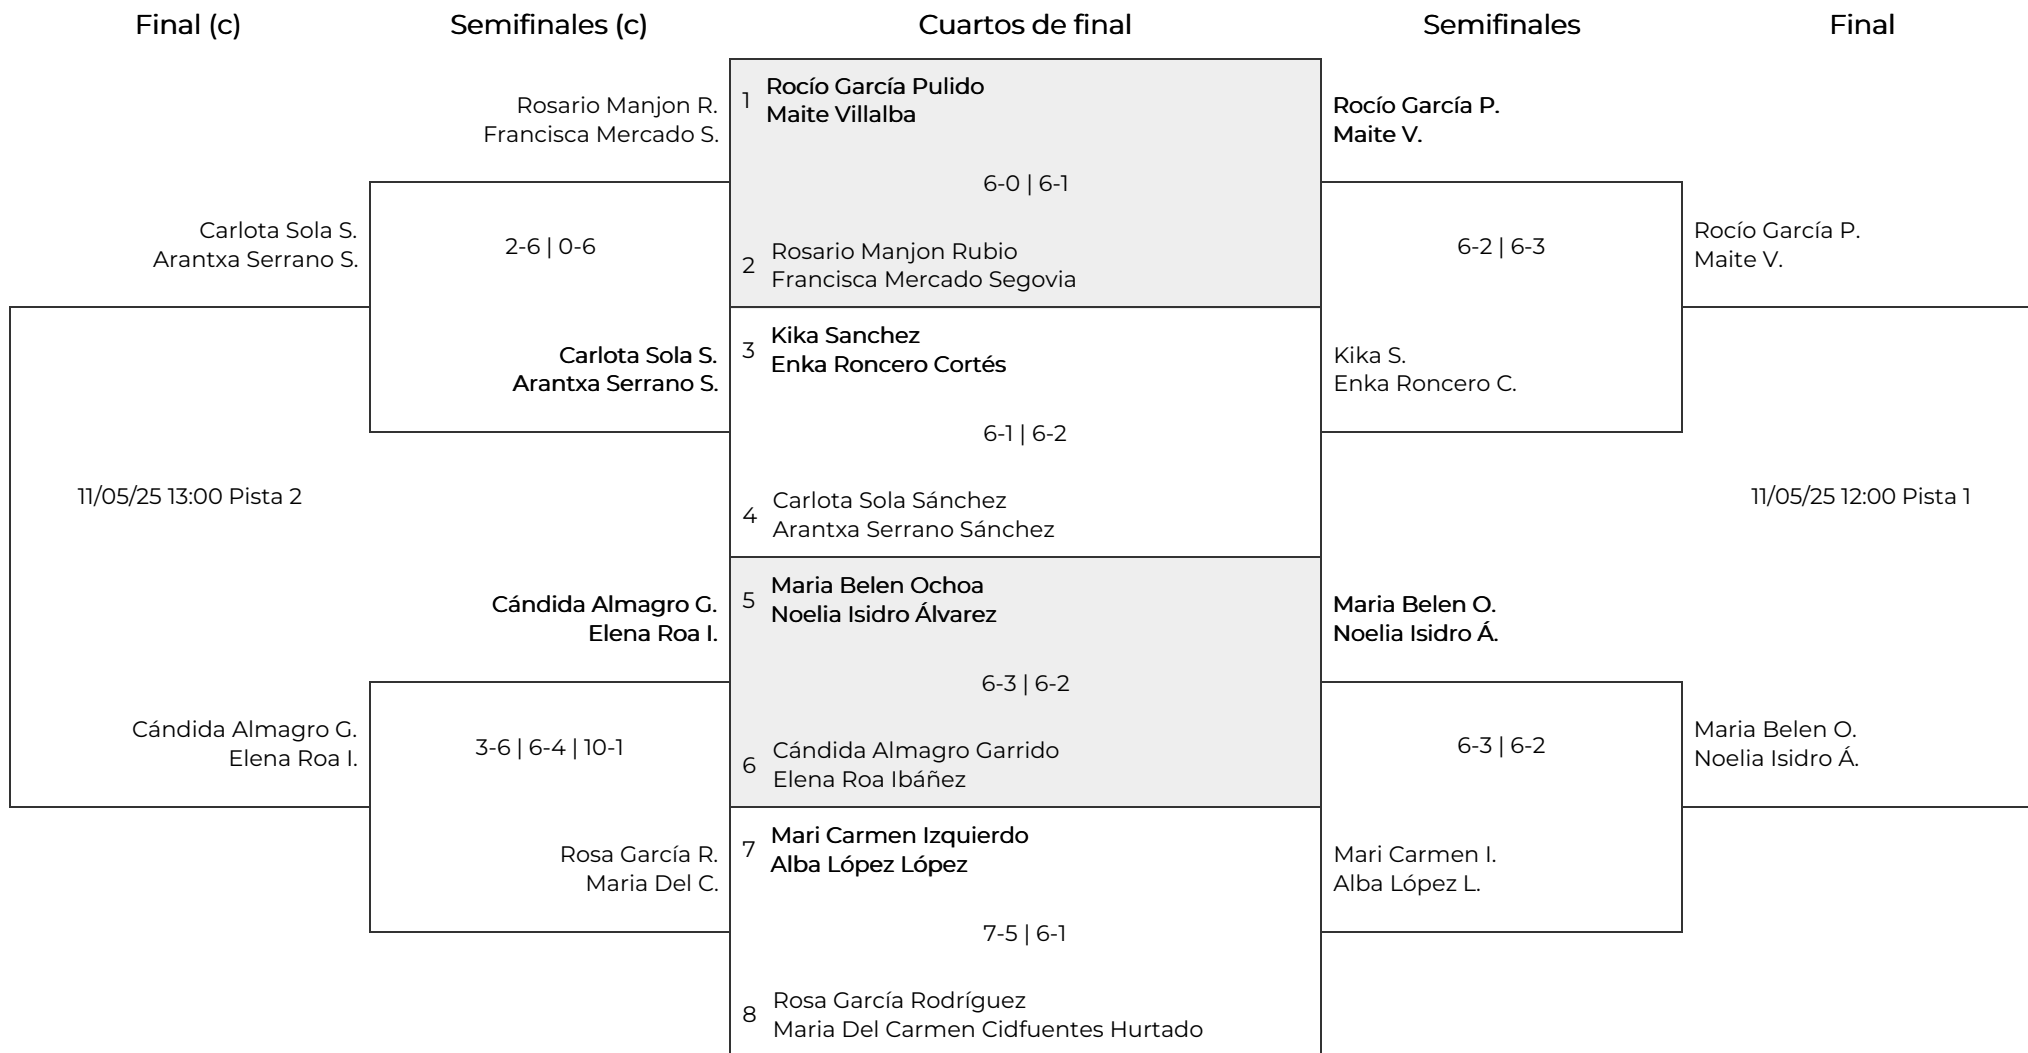 Final (c)
Semifinales (c)
Cuartos de final
Semifinales
Final
Carlota Sola S.
Arantxa Serrano S.
11/05/25 13:00 Pista 2
Cándida Almagro G.
Elena Roa I.
Rosario Manjon R.
Francisca Mercado S.
2-6 | 0-6
Carlota Sola S.
Arantxa Serrano S.
Cándida Almagro G.
Elena Roa I.
3-6 | 6-4 | 10-1
Rosa García R.
Maria Del C.
1
Rocío García Pulido
Maite Villalba
6-0 | 6-1
2
Rosario Manjon Rubio
Francisca Mercado Segovia
3
Kika Sanchez
Enka Roncero Cortés
6-1 | 6-2
4
Carlota Sola Sánchez
Arantxa Serrano Sánchez
5
Maria Belen Ochoa
Noelia Isidro Álvarez
6-3 | 6-2
6
Cándida Almagro Garrido
Elena Roa Ibáñez
7
Mari Carmen Izquierdo
Alba López López
7-5 | 6-1
8
Rosa García Rodríguez
Maria Del Carmen Cidfuentes Hurtado
Rocío García P.
Maite V.
6-2 | 6-3
Kika S.
Enka Roncero C.
Maria Belen O.
Noelia Isidro Á.
6-3 | 6-2
Mari Carmen I.
Alba López L.
Rocío García P.
Maite V.
11/05/25 12:00 Pista 1
Maria Belen O.
Noelia Isidro Á.